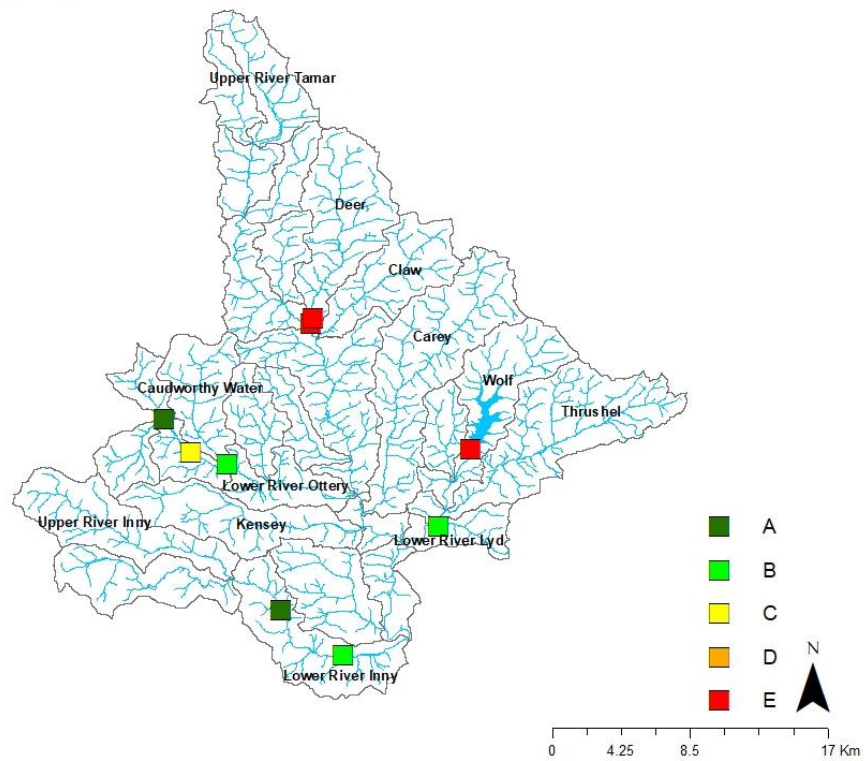 Upper River Tamar
Deer
Claw
Carey
Caudworthy Water
Wolf
Thrushel
Lower River Ottery
Upper River Inny
Kensey
Lower River Lyd
Lower River Inny
A
B
C
D
E
N
0 4.25 8.5 17 Km